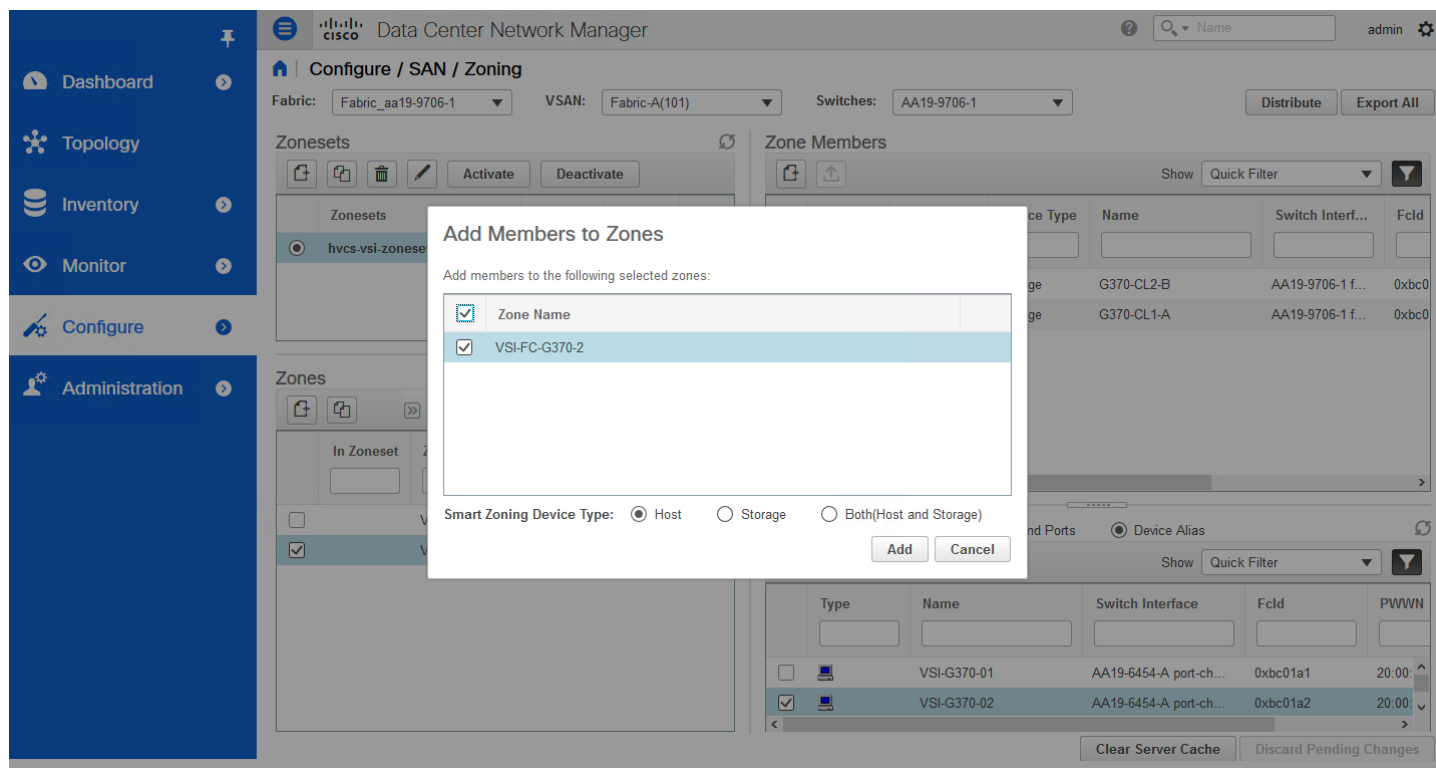 cisco Data Center Network Manager
Name
admin
Dashboard
Topology
Inventory
Monitor
Configure
Administration
Configure / SAN / Zoning
Fabric: Fabric_aa19-9706-1 VSAN: Fabric-A(101) Switches: AA19-9706-1 Distribute Export All
Zonesets
Activate Deactivate
Zonesets
hvcs-vsi-zonese
Zones
In Zoneset Z
V
V
Zone Members
Show Quick Filter
ce Type Name Switch Interf... FcId
ge G370-CL2-B AA19-9706-1 f... 0xbc0
ge G370-CL1-A AA19-9706-1 f... 0xbc0
Add Members to Zones
Add members to the following selected zones:
Zone Name
VSI-FC-G370-2
Smart Zoning Device Type: Host Storage Both(Host and Storage)
Add Cancel
nd Ports Device Alias
Show Quick Filter
Type Name Switch Interface FcId PWWN
VSI-G370-01 AA19-6454-A port-ch... 0xbc01a1 20:00:
VSI-G370-02 AA19-6454-A port-ch... 0xbc01a2 20:00:
Clear Server Cache Discard Pending Changes